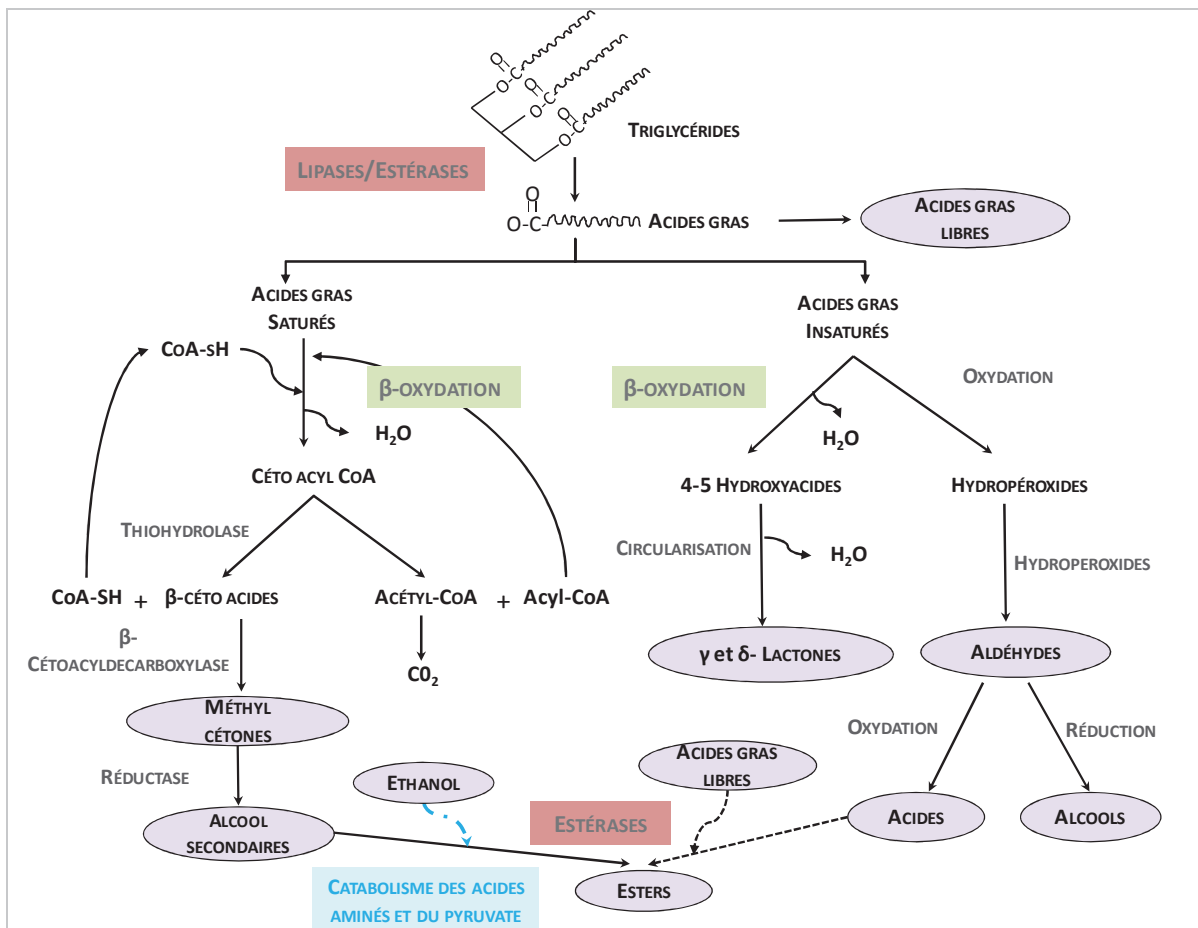 TRIGLYCÉRIDES
LIPASES/ESTÉRASES
O
O-C
O
O-C
O
O-C
O
O-C
ACIDES GRAS
ACIDES GRAS
LIBRES
ACIDES GRAS
SATURÉS
ACIDES GRAS
INSATURÉS
COA-SH
β-OXYDATION
β-OXYDATION
OXYDATION
H2O
H2O
CÉTO ACYL COA
4-5 HYDROXYACIDES
HYDROPÉROXIDES
THIOHYDROLASE
CIRCULARISATION
H2O
HYDROPEROXIDES
CoA-SH + β-CÉTO ACIDES
ACÉTYL-COA + Acyl-CoA
β-
CÉTOACYLDECARBOXYLASE
C02
γ et δ- LACTONES
ALDÉHYDES
MÉTHYL
CÉTONES
OXYDATION
RÉDUCTION
RÉDUCTASE
ETHANOL
ACIDES GRAS
LIBRES
ALCOOL
SECONDAIRES
ESTÉRASES
ACIDES
ALCOOLS
CATABOLISME DES ACIDES
AMINÉS ET DU PYRUVATE
ESTERS